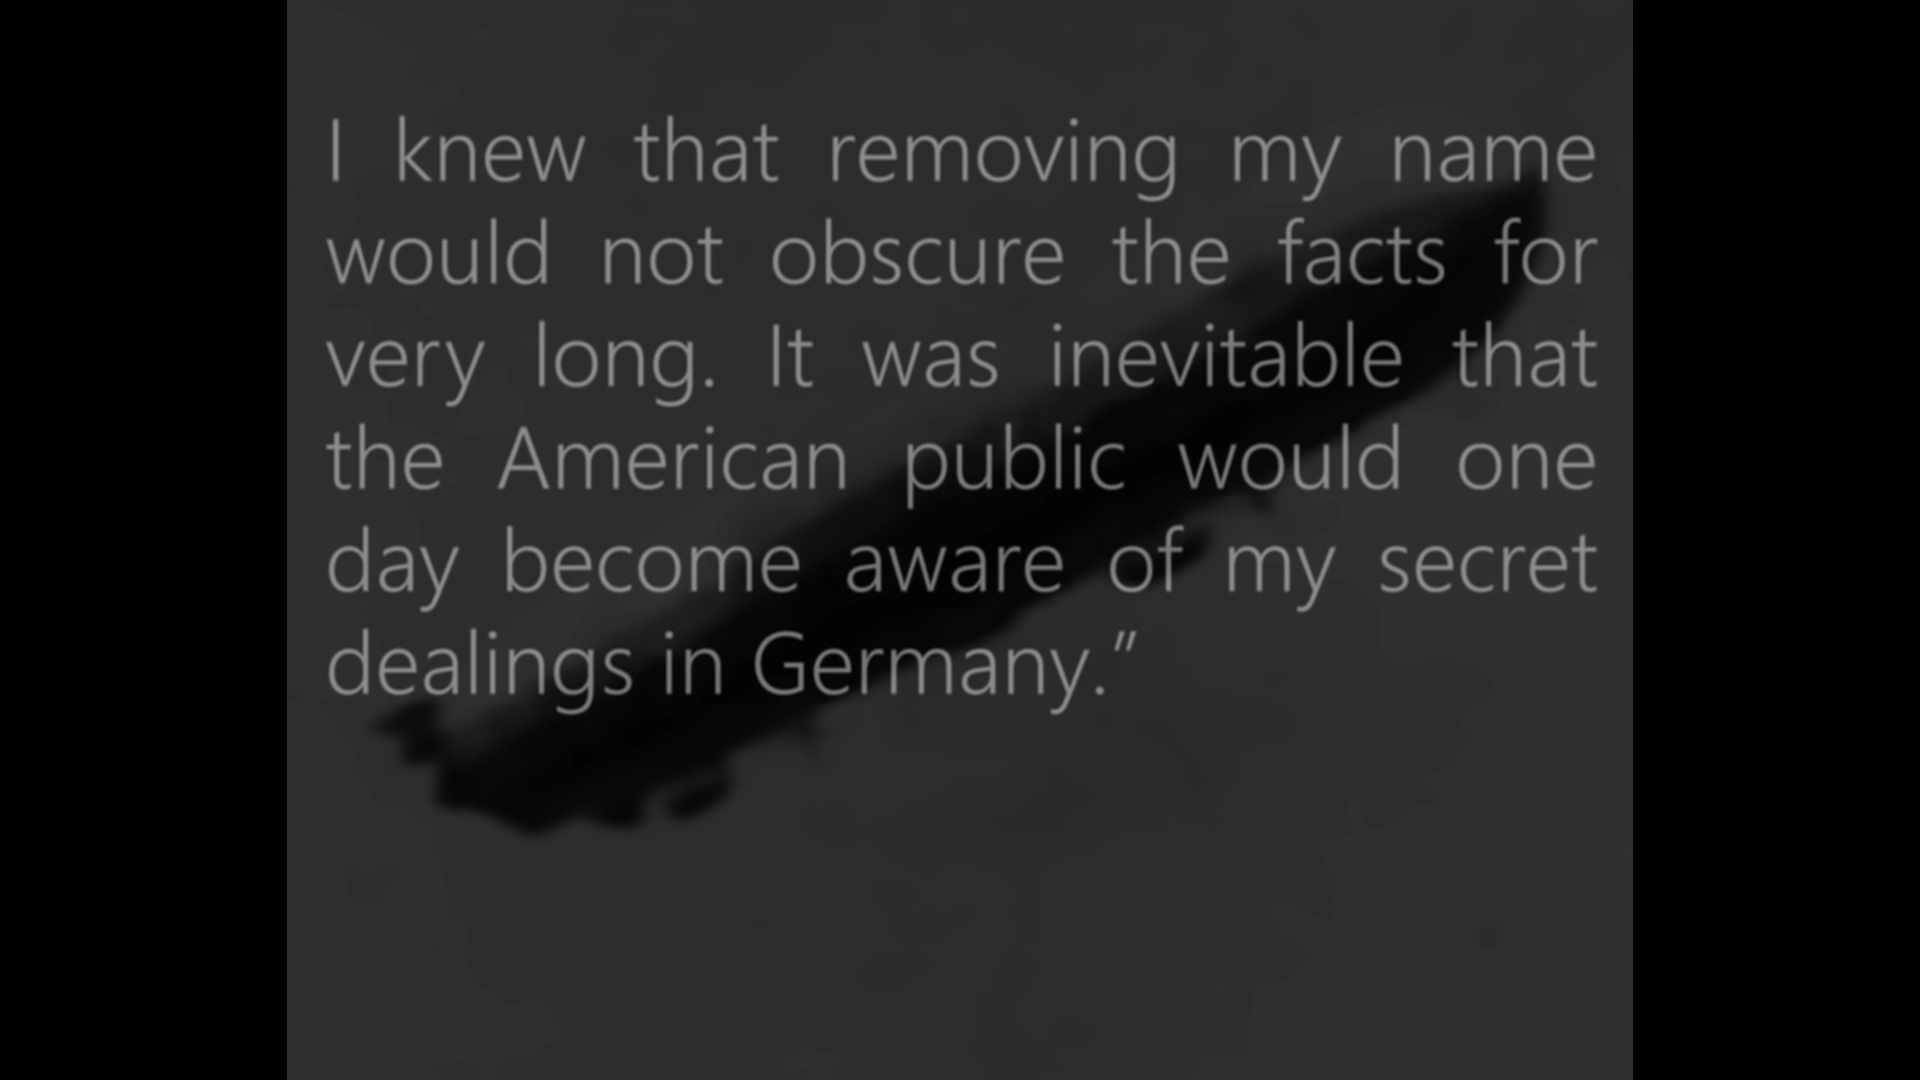 I knew that removing my name
would not obscure the facts for
very long. It was inevitable that
the American public would one
day become aware of my secret
dealings in Germany.”